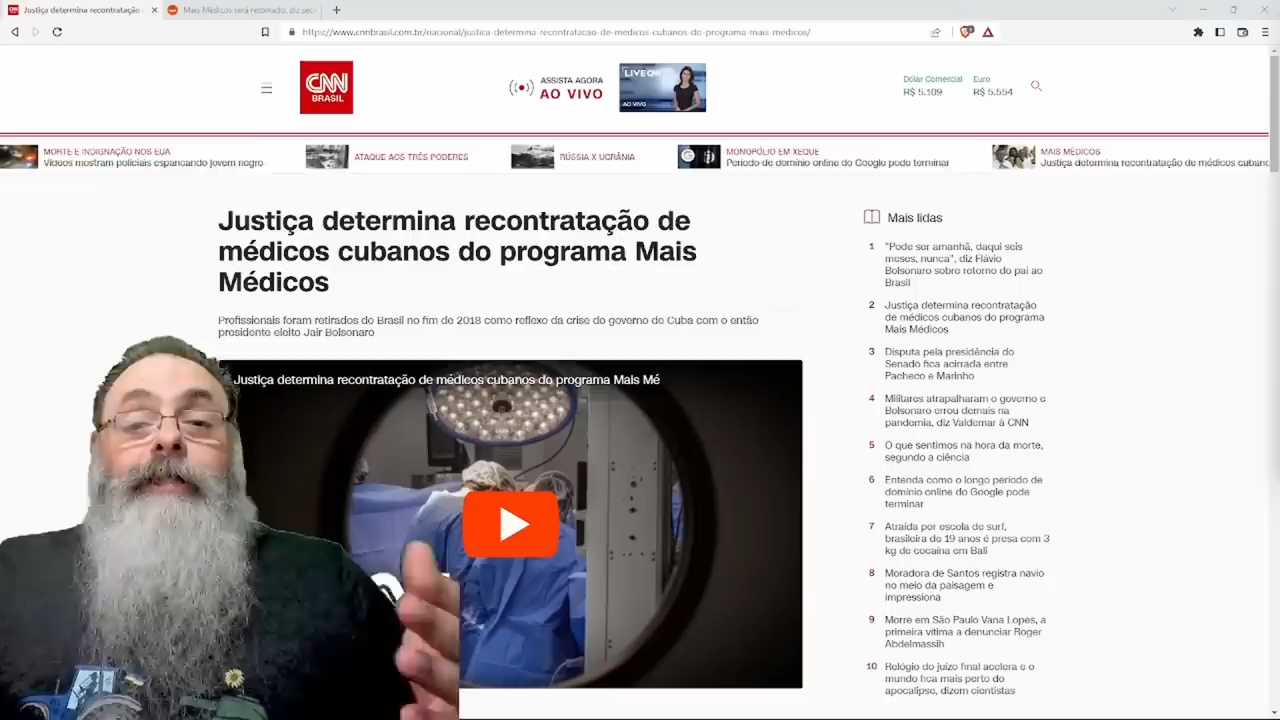 Justiça determina recontratação
Mais Médicos será retomado, diz sec
https://www.cnnbrasil.com.br/nacional/justica-determina-recontratacao-de-medicos-cubanos-do-programa-mais-medicos/
CNN
BRASIL
ASSISTA AGORA
AO VIVO
LIVE CNN
AO VIVO
Dólar Comercial
R$ 5.109
Euro
R$ 5.554
MORTE E INDIGNAÇÃO NOS EUA
Vídeos mostram policiais espancando jovem negro
ATAQUE AOS TRÊS PODERES
RÚSSIA X UCRÂNIA
MONOPÓLIO EM XEQUE
Período de domínio online do Google pode terminar
MAIS MÉDICOS
Justiça determina recontratação de médicos cubano
Justiça determina recontratação de
médicos cubanos do programa Mais
Médicos
Profissionais foram retirados do Brasil no fim de 2018 como reflexo da crise do governo de Cuba com o então
presidente eleito Jair Bolsonaro
Justiça determina recontratação de médicos cubanos do programa Mais Mé
Mais lidas
1 "Pode ser amanhã, daqui seis
meses, nunca", diz Flávio
Bolsonaro sobre retorno do pai ao
Brasil
2 Justiça determina recontratação
de médicos cubanos do programa
Mais Médicos
3 Disputa pela presidência do
Senado fica acirrada entre
Pacheco e Marinho
4 Militares atrapalharam o governo e
Bolsonaro errou demais na
pandemia, diz Valdemar à CNN
5 O que sentimos na hora da morte,
segundo a ciência
6 Entenda como o longo período de
domínio online do Google pode
terminar
7 Atraída por escola de surf,
brasileira de 19 anos é presa com 3
kg de cocaína em Bali
8 Moradora de Santos registra navio
no meio da paisagem e
impressiona
9 Morre em São Paulo Vana Lopes, a
primeira vítima a denunciar Roger
Abdelmassih
10 Relógio do juízo final acelera e o
mundo fica mais perto do
apocalipse, dizem cientistas